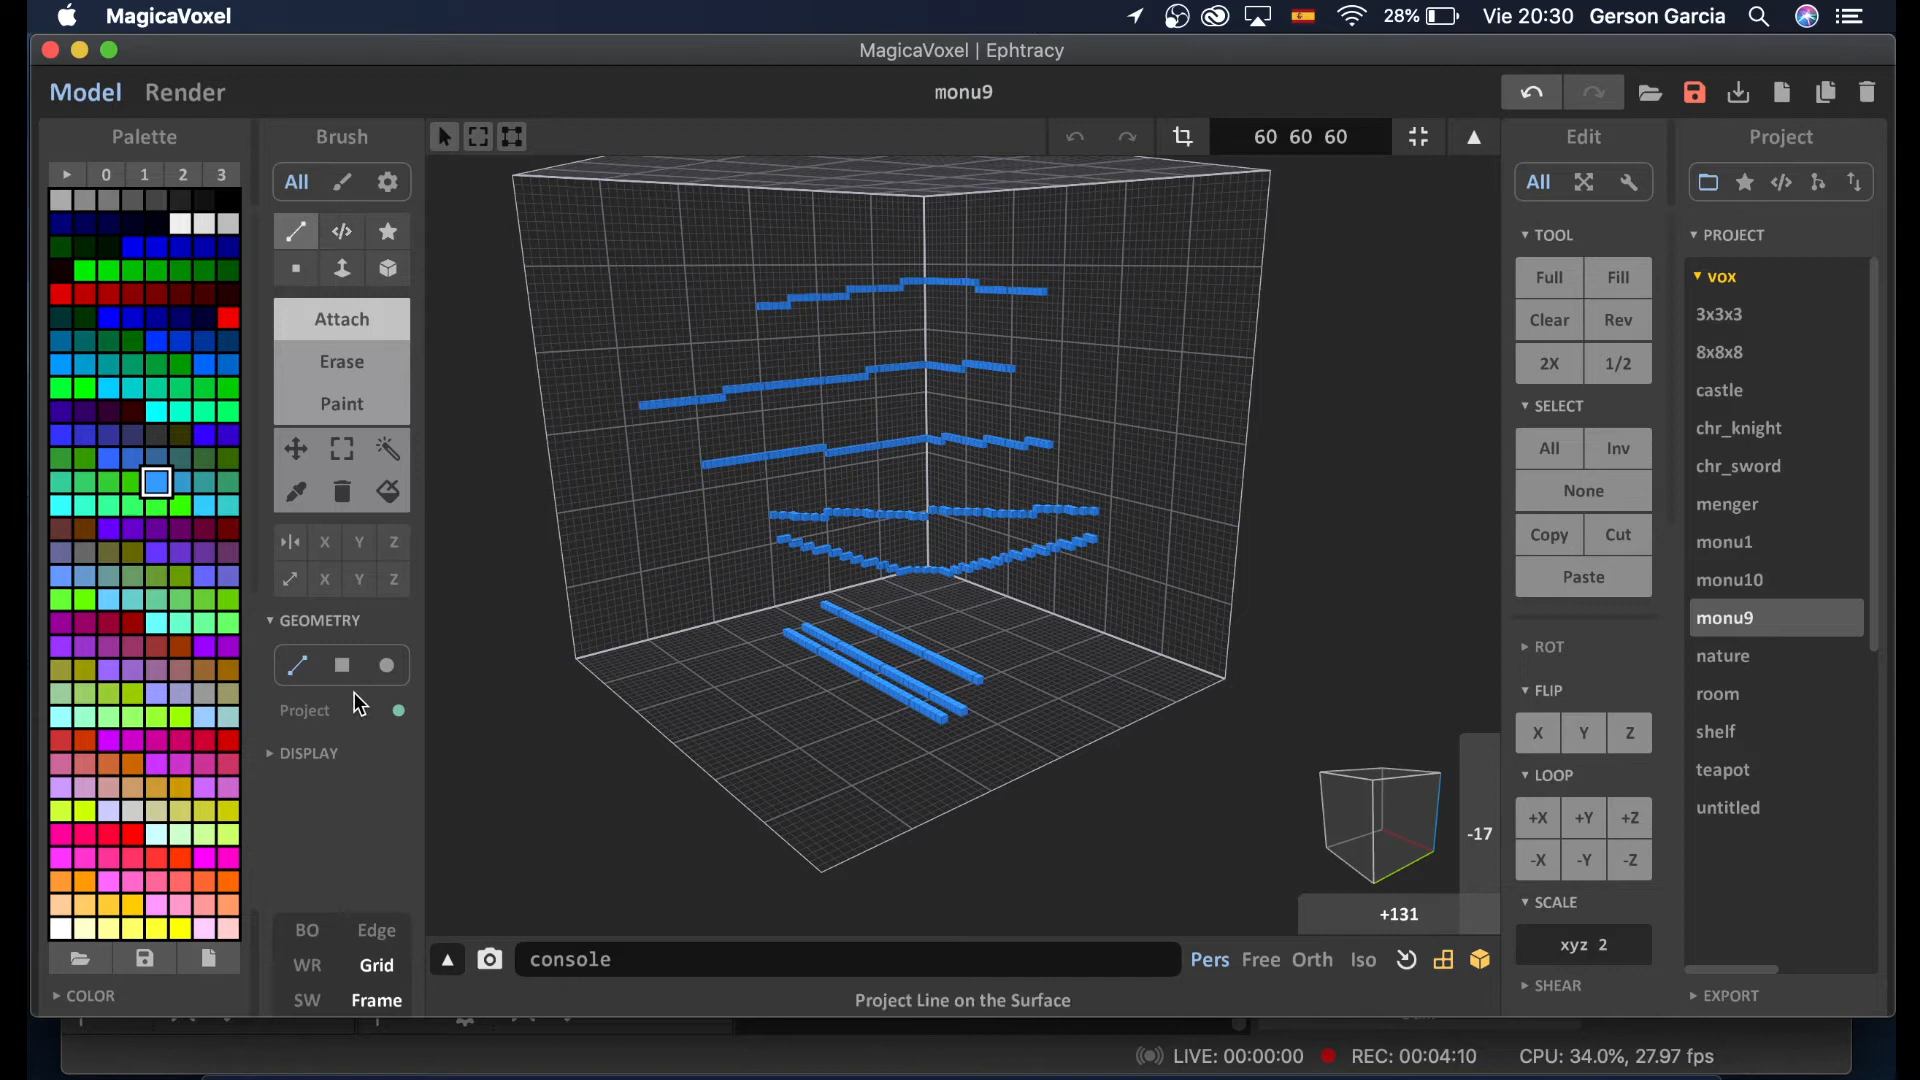 MagicaVoxel
28%
Vie 20:30
Gerson Garcia
MagicaVoxel | Ephtracy
Model
Render
monu9
Palette
Brush
60 60 60
Edit
Project
0
1
2
3
All
All
TOOL
PROJECT
Full
Fill
vox
Attach
3x3x3
Clear
Rev
8x8x8
Erase
2X
1/2
castle
Paint
SELECT
chr_knight
All
Inv
chr_sword
None
menger
Copy
Cut
monu1
X
Y
Z
X
Y
Z
Paste
monu10
GEOMETRY
monu9
ROT
nature
FLIP
room
Project
X
Y
Z
shelf
DISPLAY
LOOP
teapot
+X
+Y
+Z
untitled
-17
-X
-Y
-Z
SCALE
+131
BO
Edge
xyz 2
WR
Grid
console
Pers
Free
Orth
Iso
SW
Frame
Project Line on the Surface
COLOR
SHEAR
EXPORT
LIVE: 00:00:00
REC: 00:04:10
CPU: 34.0%, 27.97 fps